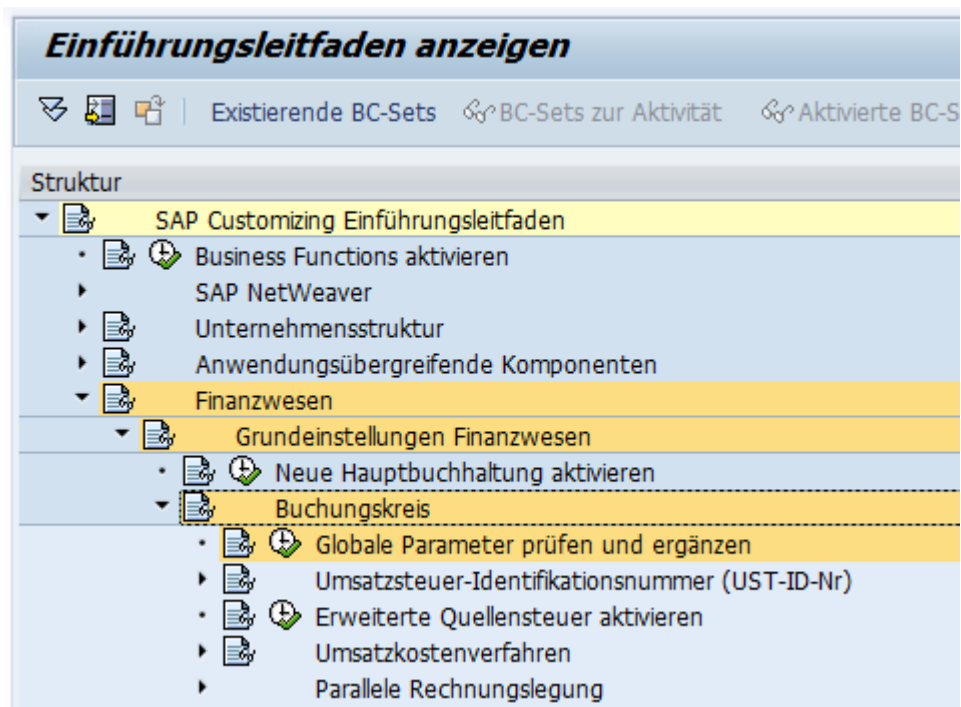 Einführungsleitfaden anzeigen
Existierende BC-Sets BC-Sets zur Aktivität Aktivierte BC-S
Struktur
SAP Customizing Einführungsleitfaden
Business Functions aktivieren
SAP NetWeaver
Unternehmensstruktur
Anwendungsübergreifende Komponenten
Finanzwesen
Grundeinstellungen Finanzwesen
Neue Hauptbuchhaltung aktivieren
Buchungskreis
Globale Parameter prüfen und ergänzen
Umsatzsteuer-Identifikationsnummer (UST-ID-Nr)
Erweiterte Quellensteuer aktivieren
Umsatzkostenverfahren
Parallele Rechnungslegung